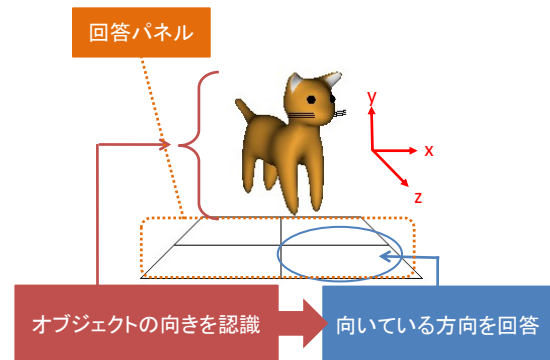 回答パネル
y
x
z
オブジェクトの向きを認識
向いている方向を回答